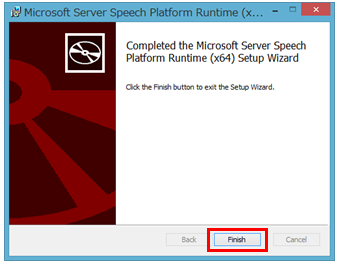 Microsoft Server Speech Platform Runtime (x...
Completed the Microsoft Server Speech
Platform Runtime (x64) Setup Wizard
Click the Finish button to exit the Setup Wizard.
Back Finish Cancel